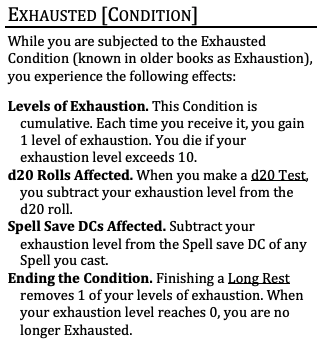 EXHAUSTED [CONDITION]
While you are subjected to the Exhausted
Condition (known in older books as Exhaustion),
you experience the following effects:
Levels of Exhaustion. This Condition is
cumulative. Each time you receive it, you gain
1 level of exhaustion. You die if your
exhaustion level exceeds 10.
d20 Rolls Affected. When you make a d20 Test,
you subtract your exhaustion level from the
d20 roll.
Spell Save DCs Affected. Subtract your
exhaustion level from the Spell save DC of any
Spell you cast.
Ending the Condition. Finishing a Long Rest
removes 1 of your levels of exhaustion. When
your exhaustion level reaches 0, you are no
longer Exhausted.